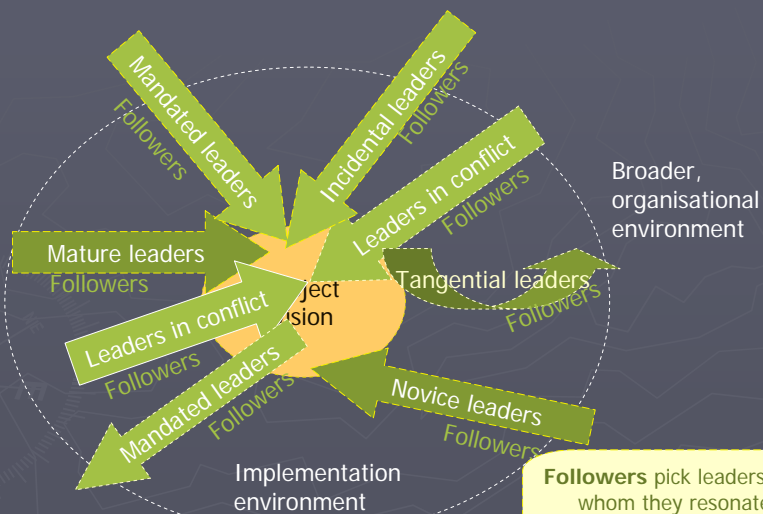 Mandated leaders
Followers
Incidental leaders
Followers
Leaders in conflict
Followers
Broader,
organisational
environment
Mature leaders
Followers
Tangential leaders
Followers
Leaders in conflict
Followers
Mandated leaders
Followers
Novice leaders
Followers
Implementation
environment
Followers pick leaders
whom they resonate